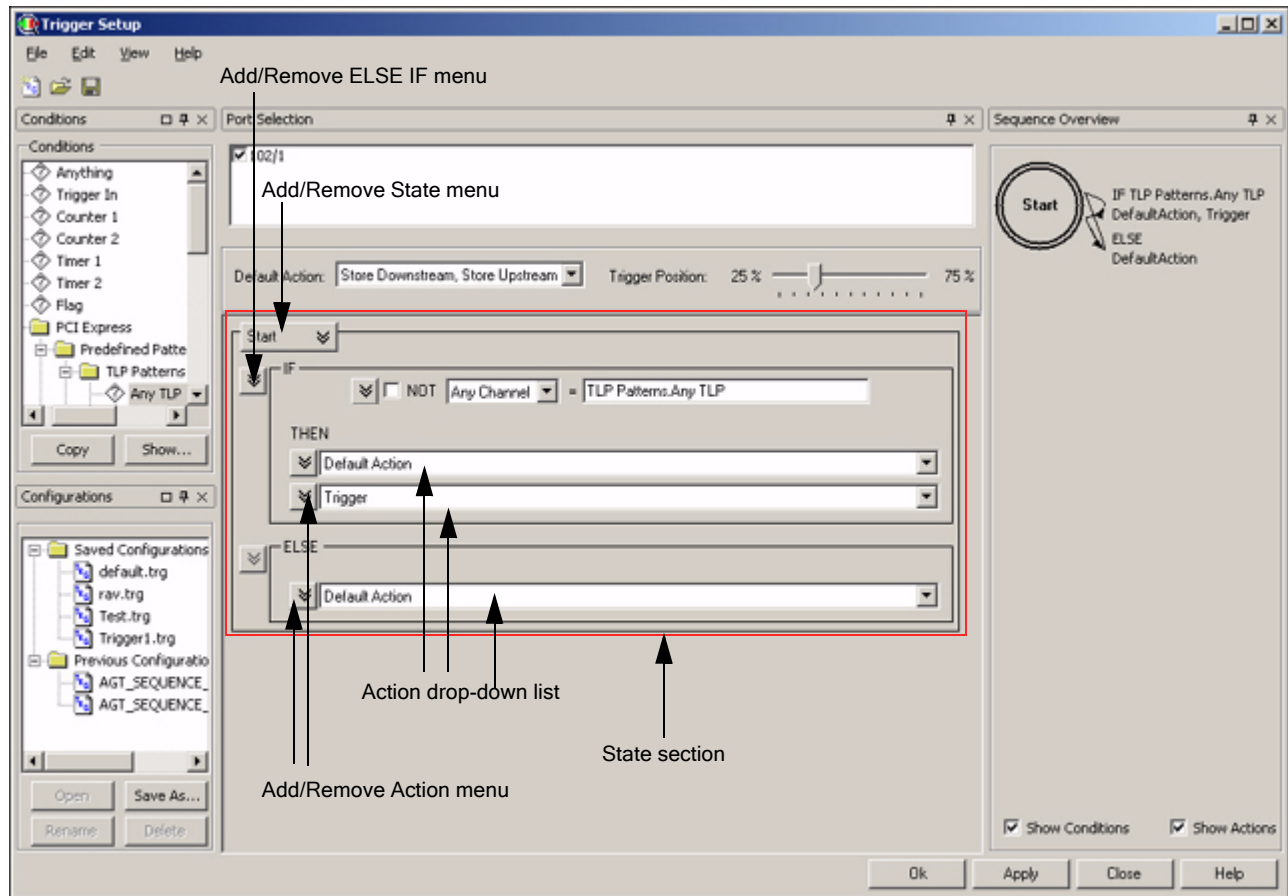 Trigger Setup
File Edit View Help
Add/Remove ELSE IF menu
Conditions
Port Selection
Sequence Overview
Conditions
Anything
Trigger In
Counter 1
Counter 2
Timer 1
Timer 2
Flag
PCI Express
Predefined Patte
TLP Patterns
Any TLP
Copy
Show...
102/1
Add/Remove State menu
Default Action: Store Downstream, Store Upstream Trigger Position: 25 % 75 %
Start
IF
NOT Any Channel = TLP Patterns.Any TLP
THEN
Default Action
Trigger
ELSE
Default Action
Action drop-down list
State section
Add/Remove Action menu
Start
IF TLP Patterns.Any TLP
DefaultAction, Trigger
ELSE
DefaultAction
Configurations
Saved Configurations
default.trg
rav.trg
Test.trg
Trigger1.trg
Previous Configuratio
AGT_SEQUENCE_
AGT_SEQUENCE_
Open
Save As...
Rename
Delete
Show Conditions
Show Actions
Ok
Apply
Close
Help